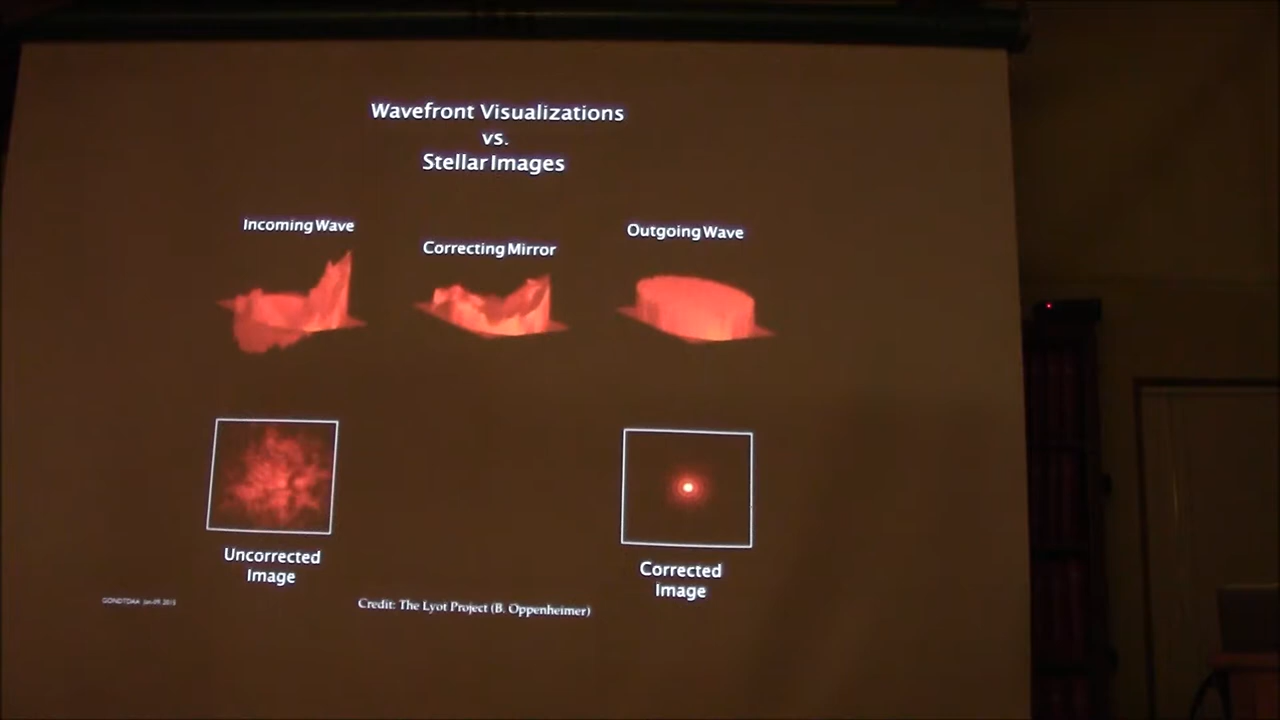 Wavefront Visualizations
vs.
Stellar Images
Incoming Wave
Correcting Mirror
Outgoing Wave
Uncorrected
Image
Corrected
Image
Credit: The Lyot Project (B. Oppenheimer)